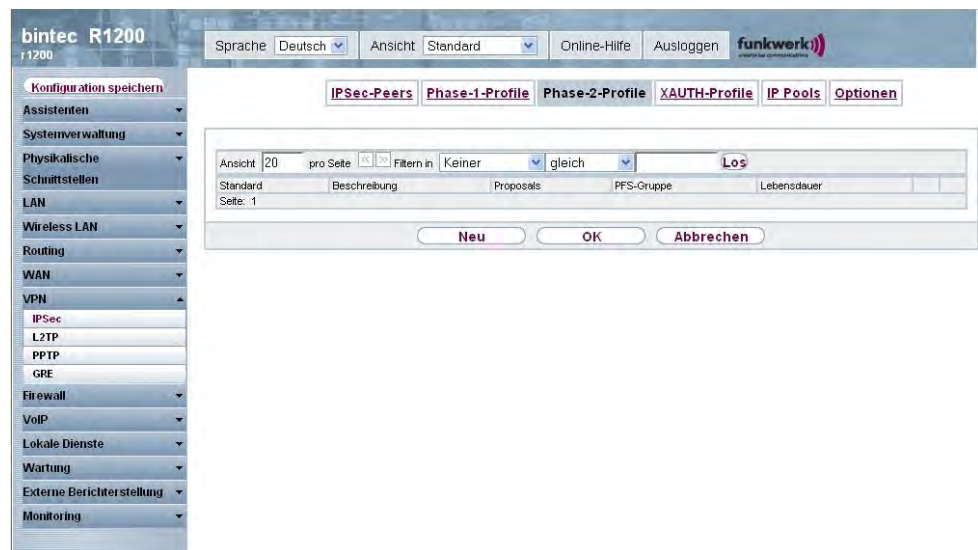 bintec R1200
r1200
Sprache Deutsch Ansicht Standard Online-Hilfe Ausloggen funkwerk
Konfiguration speichern
Assistenten
Systemverwaltung
Physikalische
Schnittstellen
LAN
Wireless LAN
Routing
WAN
VPN
IPSec
L2TP
PPTP
GRE
Firewall
VoIP
Lokale Dienste
Wartung
Externe Berichterstellung
Monitoring
IPSec-Peers Phase-1-Profile Phase-2-Profile XAUTH-Profile IP Pools Optionen
Ansicht 20 pro Seite << >> Filtern in Keiner gleich Los
Standard Beschreibung Proposals PFS-Gruppe Lebensdauer
Seite: 1
Neu OK Abbrechen